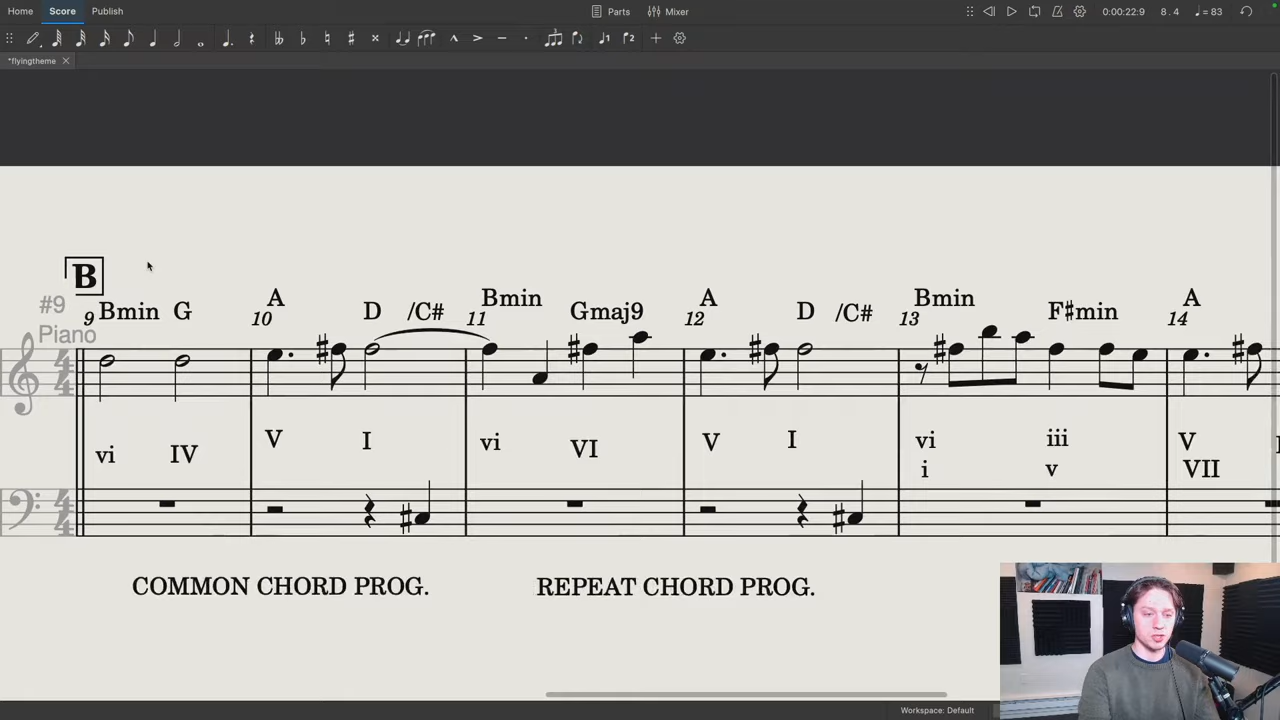 Home Score Publish Parts Mixer 0:00:22.9 8. 4 = 83
*flyingtheme
B
#9
Piano
9 Bmin G 10 A D /C# 11 Bmin Gmaj9 12 A D /C# 13 Bmin F♯min 14 A
vi IV V I vi VI V I vi iii V
i v VII
COMMON CHORD PROG. REPEAT CHORD PROG.
Workspace: Default